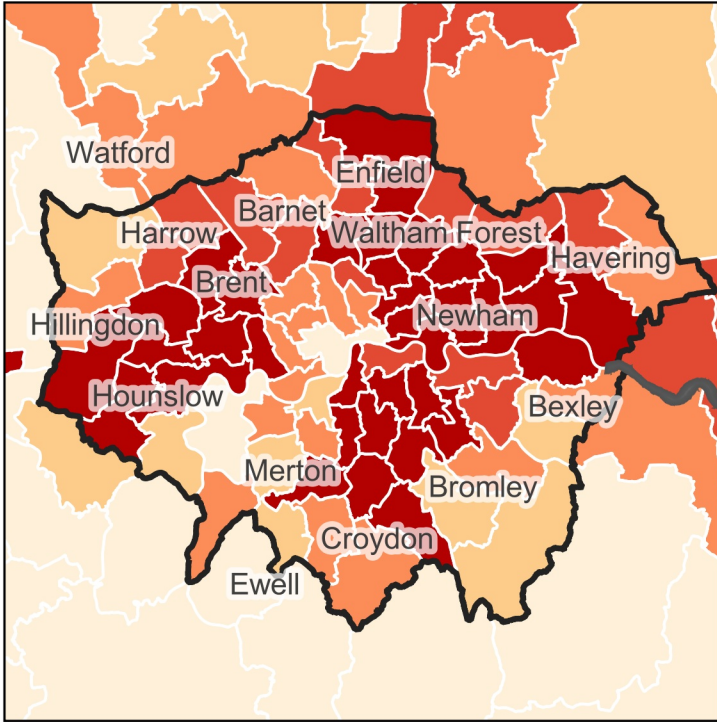 Watford
Enfield
Barnet
Harrow
Waltham Forest
Havering
Brent
Hillingdon
Newham
Hounslow
Bexley
Merton
Bromley
Croydon
Ewell